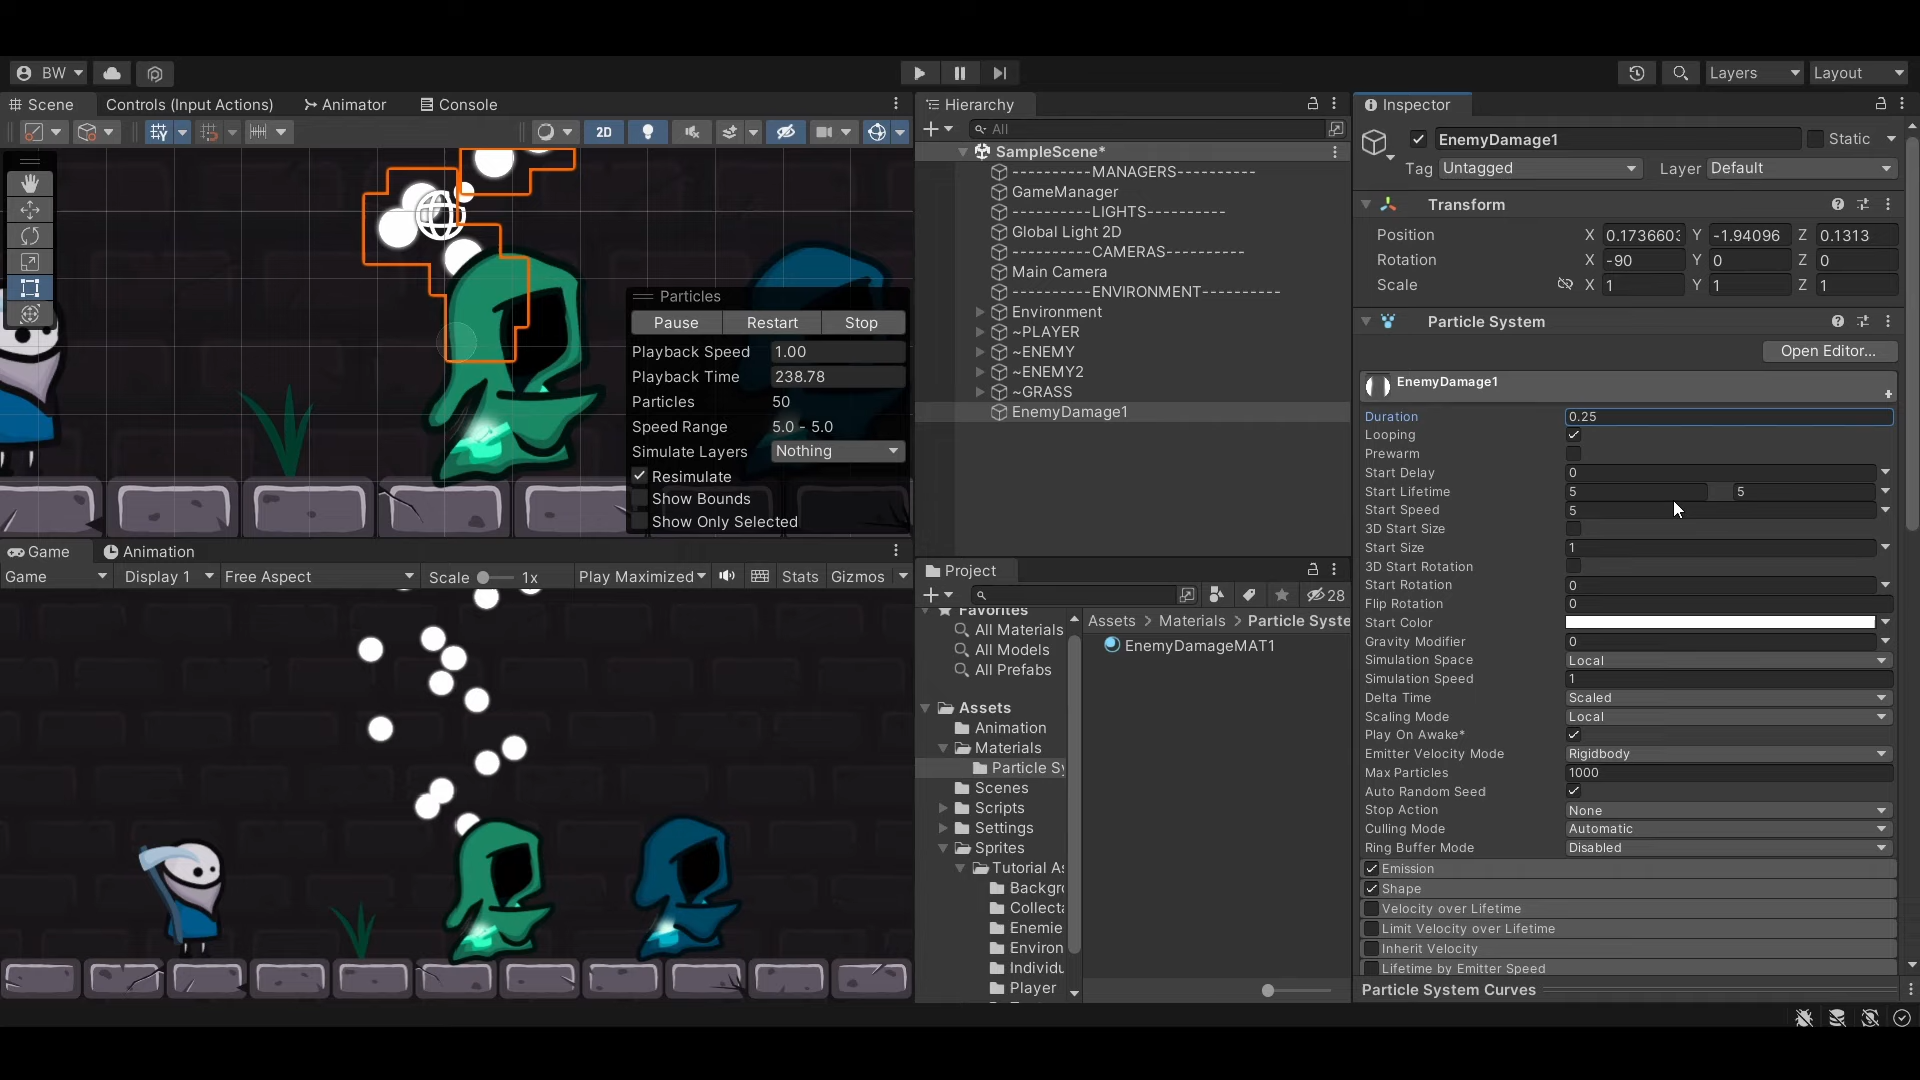 BW
Layers
Layout
Scene
Controls (Input Actions)
Animator
Console
2D
Particles
Pause
Restart
Stop
Playback Speed 1.00
Playback Time 238.78
Particles 50
Speed Range 5.0 - 5.0
Simulate Layers Nothing
Resimulate
Show Bounds
Show Only Selected
Game
Animation
Game
Display 1
Free Aspect
Scale 1x
Play Maximized
Stats
Gizmos
Hierarchy
All
SampleScene*
----------MANAGERS----------
GameManager
----------LIGHTS----------
Global Light 2D
----------CAMERAS----------
Main Camera
----------ENVIRONMENT----------
Environment
~PLAYER
~ENEMY
~ENEMY2
~GRASS
EnemyDamage1
Project
28
Favorites
All Materials
All Models
All Prefabs
Assets
Animation
Materials
Particle Sy
Scenes
Scripts
Settings
Sprites
Tutorial As
Backgro
Collecta
Enemie
Environ
Individu
Player
Assets > Materials > Particle Syste
EnemyDamageMAT1
Inspector
EnemyDamage1
Static
Tag Untagged
Layer Default
Transform
Position X 0.1736603 Y -1.94096 Z 0.1313
Rotation X -90 Y 0 Z 0
Scale X 1 Y 1 Z 1
Particle System
Open Editor...
EnemyDamage1
Duration 0.25
Looping
Prewarm
Start Delay 0
Start Lifetime 5 5
Start Speed 5
3D Start Size
Start Size 1
3D Start Rotation
Start Rotation 0
Flip Rotation 0
Start Color
Gravity Modifier 0
Simulation Space Local
Simulation Speed 1
Delta Time Scaled
Scaling Mode Local
Play On Awake*
Emitter Velocity Mode Rigidbody
Max Particles 1000
Auto Random Seed
Stop Action None
Culling Mode Automatic
Ring Buffer Mode Disabled
Emission
Shape
Velocity over Lifetime
Limit Velocity over Lifetime
Inherit Velocity
Lifetime by Emitter Speed
Particle System Curves